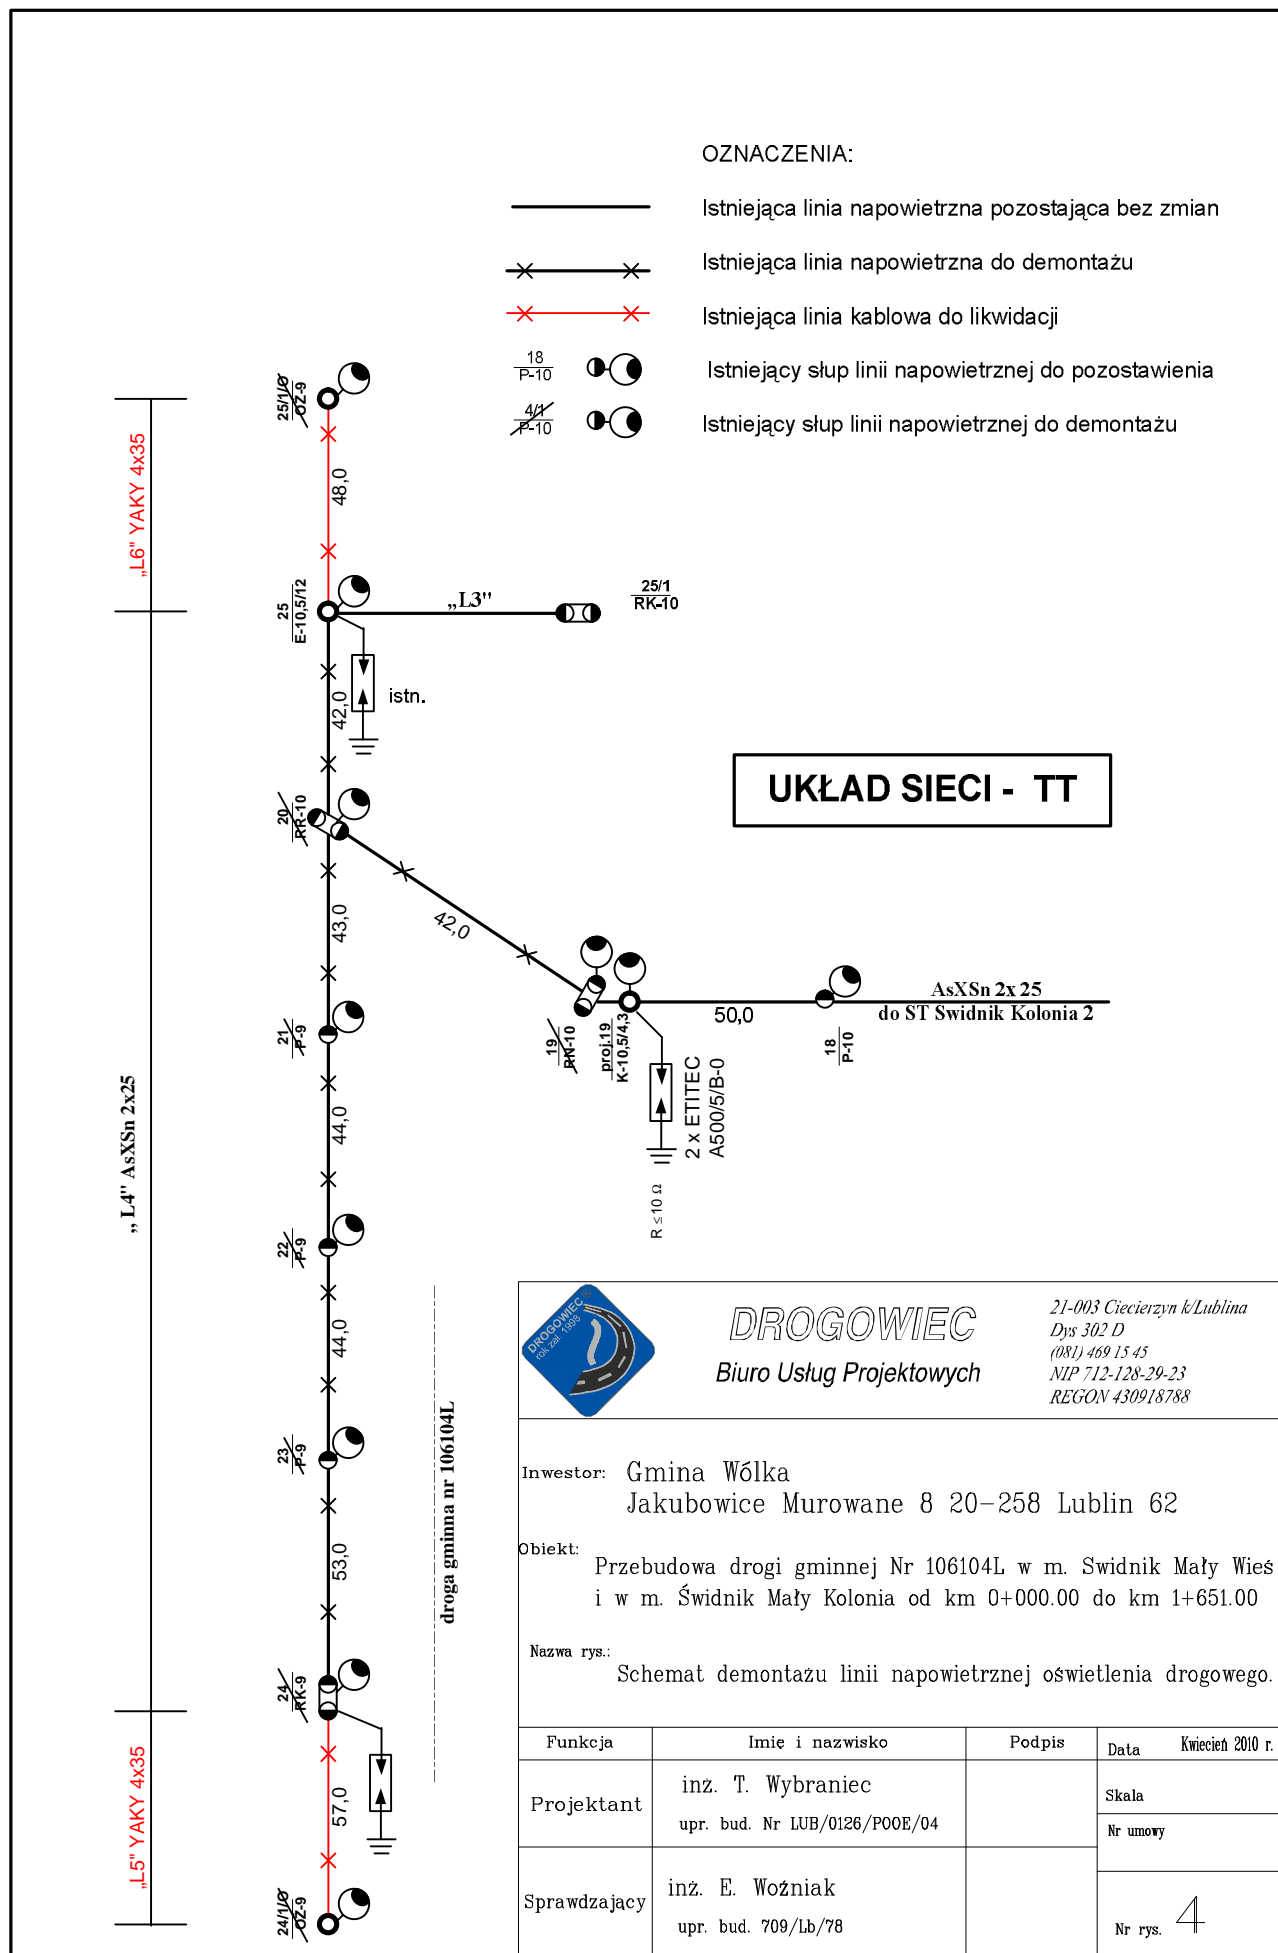 OZNACZENIA:
Istniejąca linia napowietrzna pozostająca bez zmian
Istniejąca linia napowietrzna do demontażu
Istniejąca linia kablowa do likwidacji
18
P-10
Istniejący słup linii napowietrznej do pozostawienia
4/1
P-10
Istniejący słup linii napowietrznej do demontażu
25/1/O
OZ-9
„L6" YAKY 4x35
48,0
25
E-10,5/12
„L3"
25/1
RK-10
42,0
istn.
UKŁAD SIECI - TT
20
RR-10
42,0
43,0
AsXSn 2x 25
do ST Swidnik Kolonia 2
50,0
19
RN-10
proj.19
K-10,5/4,3
18
P-10
2 x ETITEC
A500/5/B-0
R ≤10 Ω
21
P-9
44,0
„ L4" AsXSn 2x25
22
P-9
44,0
23
P-9
droga gminna nr 106104L
53,0
24
RK-9
„L5" YAKY 4x35
57,0
24/1/O
OZ-9
DROGOWIEC ®
rok zał. 1998
DROGOWIEC
Biuro Usług Projektowych
21-003 Ciecierzyn k/Lublina
Dys 302 D
(081) 469 15 45
NIP 712-128-29-23
REGON 430918788
Inwestor: Gmina Wólka
Jakubowice Murowane 8 20-258 Lublin 62
Obiekt:
Przebudowa drogi gminnej Nr 106104L w m. Swidnik Mały Wieś
i w m. Świdnik Mały Kolonia od km 0+000.00 do km 1+651.00
Nazwa rys.:
Schemat demontażu linii napowietrznej oświetlenia drogowego.
Funkcja Imię i nazwisko Podpis Data Kwiecień 2010 r.
Projektant inż. T. Wybraniec
upr. bud. Nr LUB/0126/POOE/04
Skala
Nr umowy
Sprawdzający inż. E. Woźniak
upr. bud. 709/Lb/78
Nr rys. 4